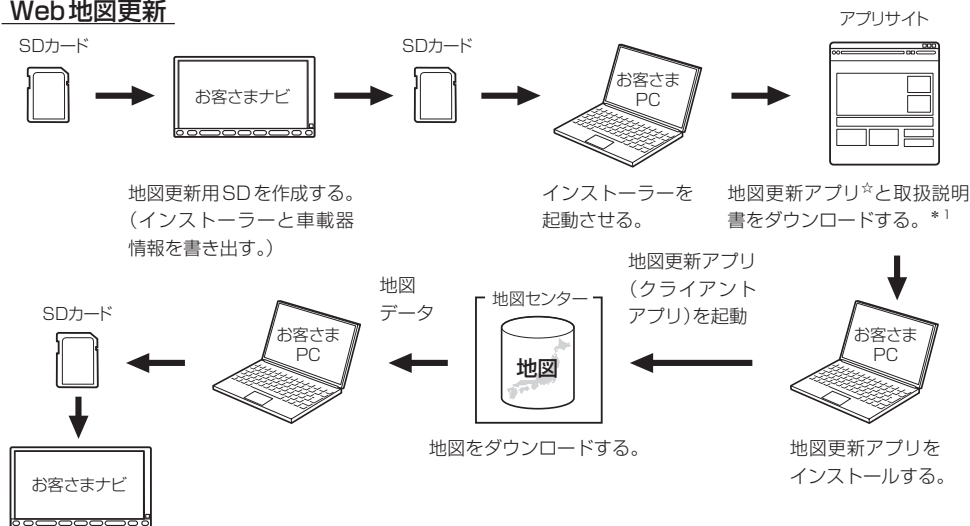 Web地図更新
アプリサイト
SDカード
SDカード
お客さまナビ
お客さま
PC
地図更新用SDを作成する。
(インストーラーと車載器
情報を書き出す。)
インストーラーを
起動させる。
地図更新アプリ☆と取扱説明
書をダウンロードする。*1
地図更新アプリ
(クライアント
アプリ)を起動
地図
データ
地図センター
SDカード
お客さま
PC
地図
お客さま
PC
地図をダウンロードする。
地図更新アプリを
インストールする。
お客さまナビ